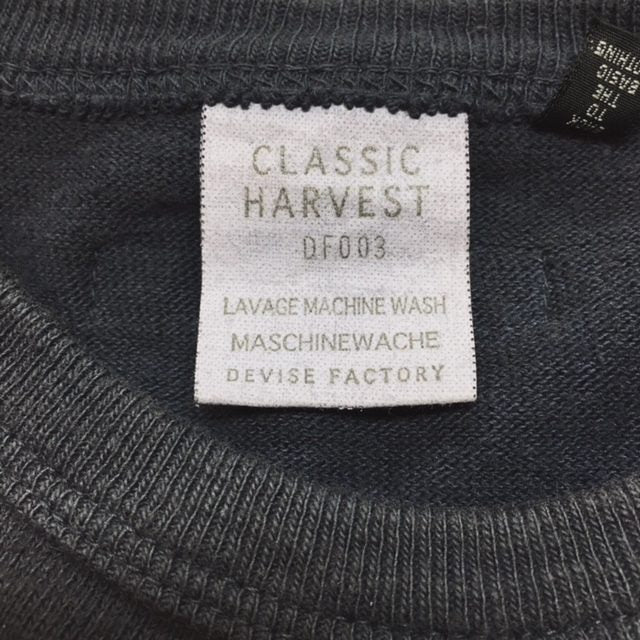 CLASSIC
HARVEST
DF003
LAVAGE MACHINE WASH
MASCHINEWACHE
DEVISE FACTORY